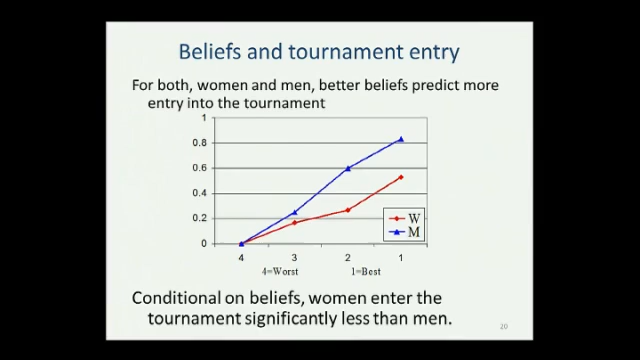 Beliefs and tournament entry
For both, women and men, better beliefs predict more
entry into the tournament
1
0.8
0.6
0.4
0.2
0
W
M
4 3 2 1
4=Worst 1=Best
Conditional on beliefs, women enter the
tournament significantly less than men.
20